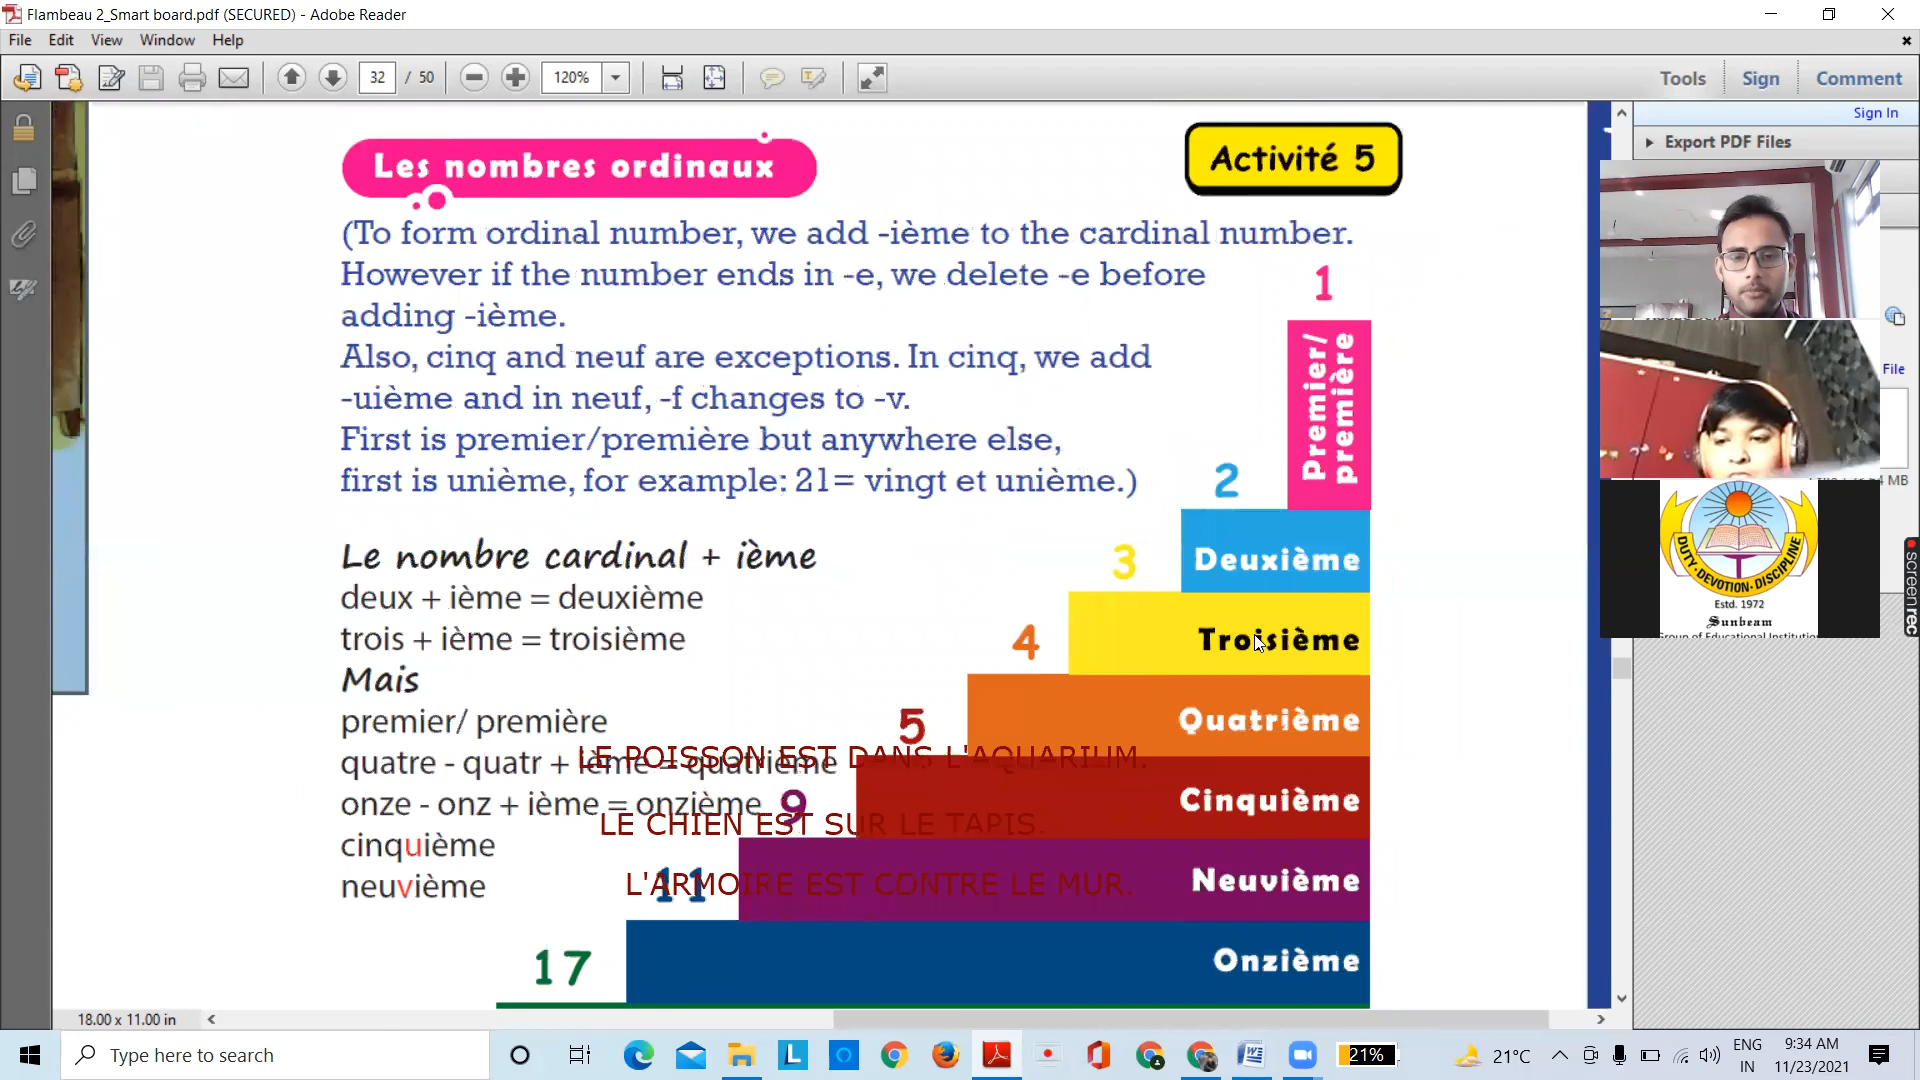 Flambeau 2_Smart board.pdf (SECURED) - Adobe Reader
File Edit View Window Help
32 / 50
120%
Tools Sign Comment
Sign In
Export PDF Files
Les nombres ordinaux
Activité 5
(To form ordinal number, we add -ième to the cardinal number.
However if the number ends in -e, we delete -e before
adding -ième.
Also, cinq and neuf are exceptions. In cinq, we add
-uième and in neuf, -f changes to -v.
First is premier/première but anywhere else,
first is unième, for example: 21= vingt et unième.)
Le nombre cardinal + ième
deux + ième = deuxième
trois + ième = troisième
Mais
premier/ première
quatre - quatr + ième = quatrième
onze - onz + ième = onzième
cinquième
neuvième
LE POISSON EST DANS L'AQUARIUM.
LE CHIEN EST SUR LE TAPIS.
L'ARMOIRE EST CONTRE LE MUR.
1
Premier/
première
2
Deuxième
3
Troisième
4
Quatrième
5
Cinquième
9
Neuvième
11
Onzième
17
File
MB
DUTY·DEVOTION·DISCIPLINE
Estd. 1972
Sunbeam
Group of Educational Institutio
screenrec
18.00 x 11.00 in
Type here to search
21%
21°C
ENG
IN
9:34 AM
11/23/2021